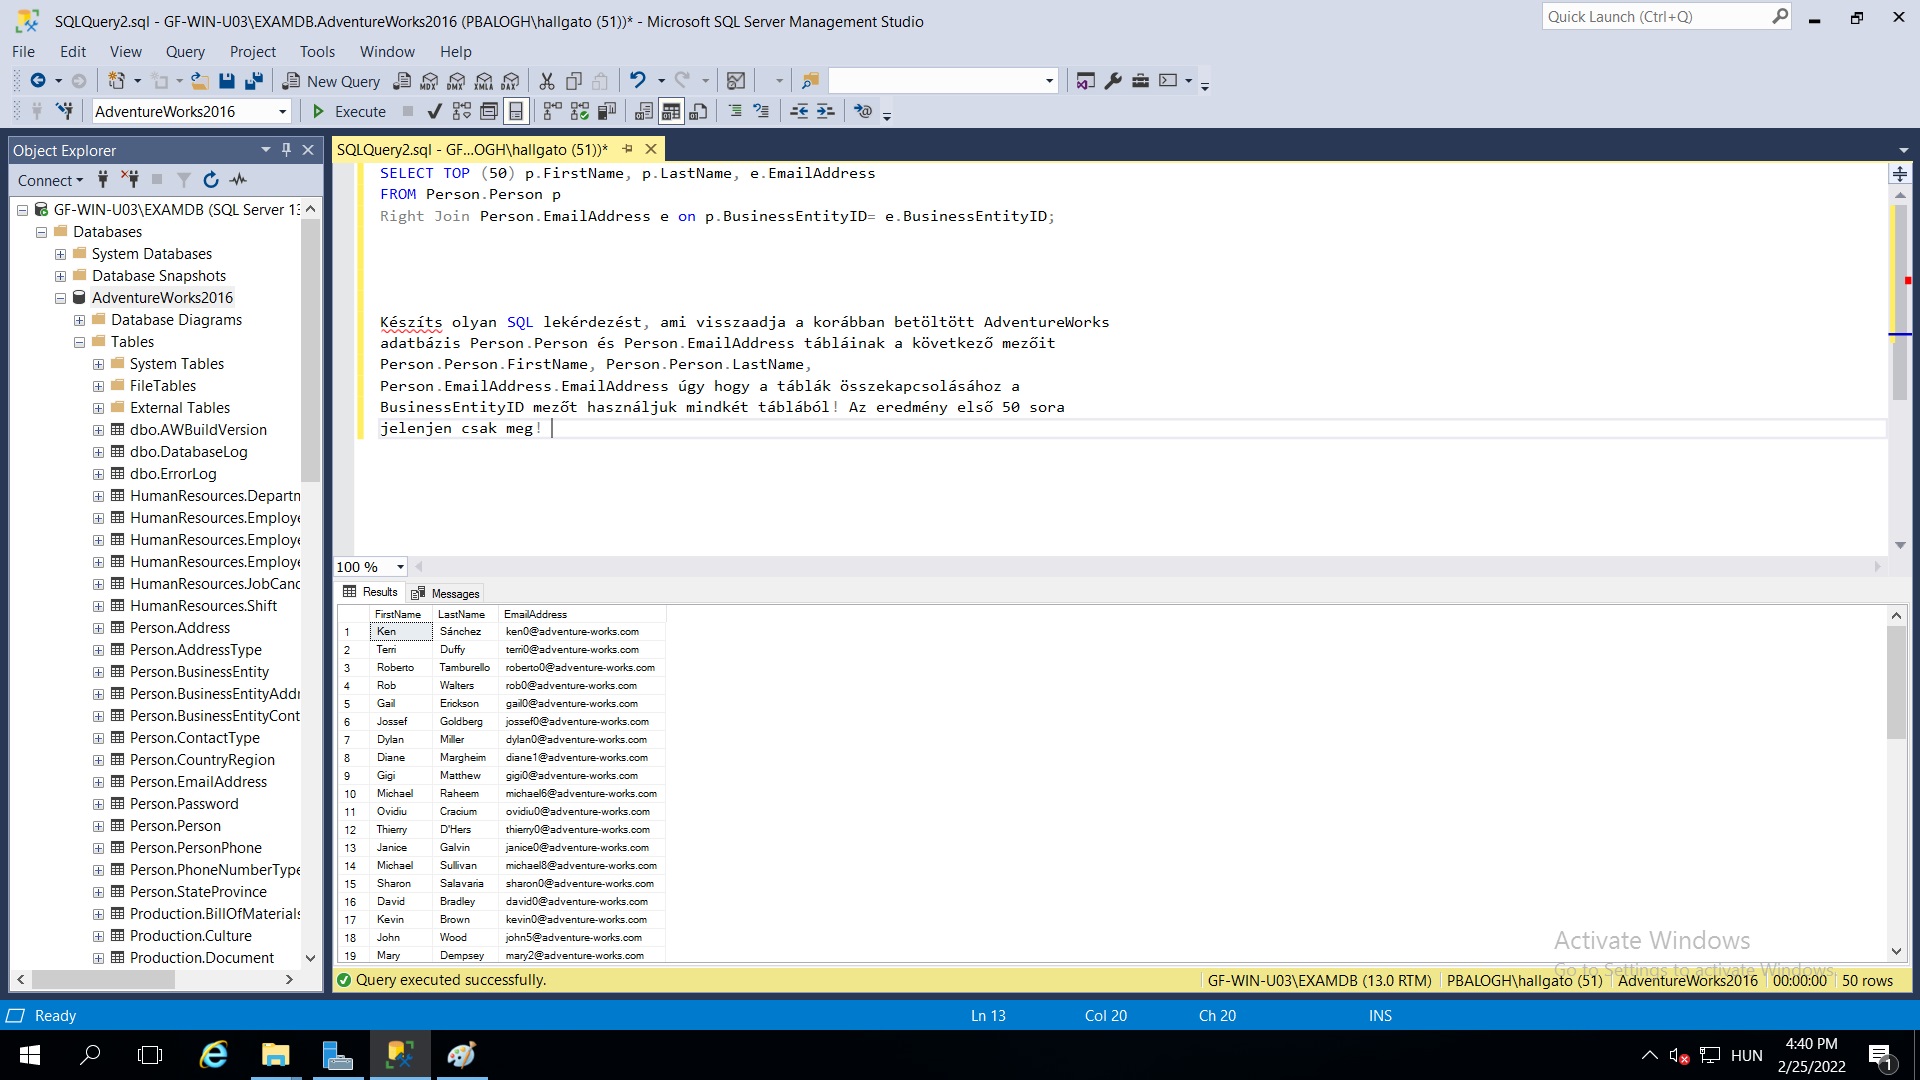 SQLQuery2.sql - GF-WIN-U03\EXAMDB.AdventureWorks2016 (PBALOGH\hallgato (51))* - Microsoft SQL Server Management Studio
Quick Launch (Ctrl+Q)
File Edit View Query Project Tools Window Help
New Query
MDX DMX XMLA DAX
AdventureWorks2016
Execute
Object Explorer
Connect
GF-WIN-U03\EXAMDB (SQL Server 13
Databases
System Databases
Database Snapshots
AdventureWorks2016
Database Diagrams
Tables
System Tables
FileTables
External Tables
dbo.AWBuildVersion
dbo.DatabaseLog
dbo.ErrorLog
HumanResources.Departn
HumanResources.Employe
HumanResources.Employe
HumanResources.Employe
HumanResources.JobCanc
HumanResources.Shift
Person.Address
Person.AddressType
Person.BusinessEntity
Person.BusinessEntityAddr
Person.BusinessEntityCont
Person.ContactType
Person.CountryRegion
Person.EmailAddress
Person.Password
Person.Person
Person.PersonPhone
Person.PhoneNumberType
Person.StateProvince
Production.BillOfMaterials
Production.Culture
Production.Document
SQLQuery2.sql - GF...OGH\hallgato (51))*
SELECT TOP (50) p.FirstName, p.LastName, e.EmailAddress
FROM Person.Person p
Right Join Person.EmailAddress e on p.BusinessEntityID= e.BusinessEntityID;
Készíts olyan SQL lekérdezést, ami visszaadja a korábban betöltött AdventureWorks
adatbázis Person.Person és Person.EmailAddress tábláinak a következő mezőit
Person.Person.FirstName, Person.Person.LastName,
Person.EmailAddress.EmailAddress úgy hogy a táblák összekapcsolásához a
BusinessEntityID mezőt használjuk mindkét táblából! Az eredmény első 50 sora
jelenjen csak meg!
100 %
Results Messages
FirstName LastName EmailAddress
1 Ken Sánchez ken0@adventure-works.com
2 Terri Duffy terri0@adventure-works.com
3 Roberto Tamburello roberto0@adventure-works.com
4 Rob Walters rob0@adventure-works.com
5 Gail Erickson gail0@adventure-works.com
6 Jossef Goldberg jossef0@adventure-works.com
7 Dylan Miller dylan0@adventure-works.com
8 Diane Margheim diane1@adventure-works.com
9 Gigi Matthew gigi0@adventure-works.com
10 Michael Raheem michael6@adventure-works.com
11 Ovidiu Cracium ovidiu0@adventure-works.com
12 Thierry D'Hers thierry0@adventure-works.com
13 Janice Galvin janice0@adventure-works.com
14 Michael Sullivan michael8@adventure-works.com
15 Sharon Salavaria sharon0@adventure-works.com
16 David Bradley david0@adventure-works.com
17 Kevin Brown kevin0@adventure-works.com
18 John Wood john5@adventure-works.com
19 Mary Dempsey mary2@adventure-works.com
Activate Windows
Go to Settings to activate Windows.
Query executed successfully.
GF-WIN-U03\EXAMDB (13.0 RTM) PBALOGH\hallgato (51) AdventureWorks2016 00:00:00 50 rows
Ready
Ln 13 Col 20 Ch 20 INS
HUN
4:40 PM
2/25/2022
1